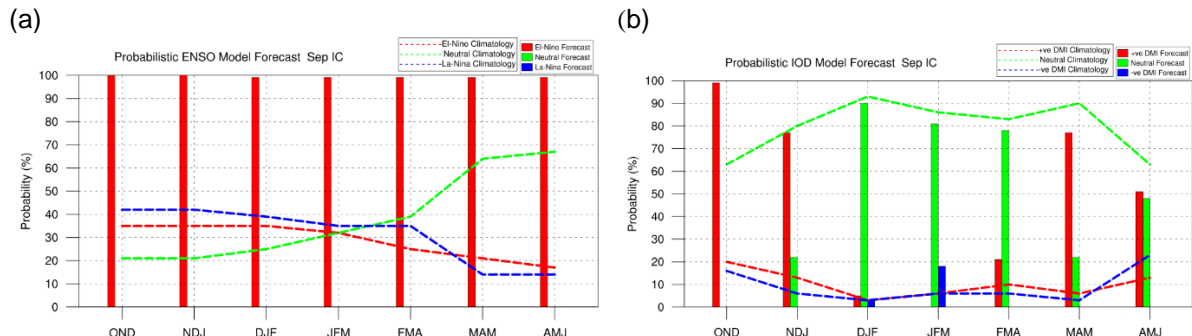 (a)
Probabilistic ENSO Model Forecast Sep IC
El-Nino Climatology
Neutral Climatology
La-Nina Climatology
El-Nino Forecast
Neutral Forecast
La-Nina Forecast
Probability (%)
100
90
80
70
60
50
40
30
20
10
0
OND NDJ DJF JFM FMA MAM AMJ
(b)
Probabilistic IOD Model Forecast Sep IC
+ve DMI Climatology
Neutral Climatology
-ve DMI Climatology
+ve DMI Forecast
Neutral Forecast
-ve DMI Forecast
Probability (%)
100
90
80
70
60
50
40
30
20
10
0
OND NDJ DJF JFM FMA MAM AMJ